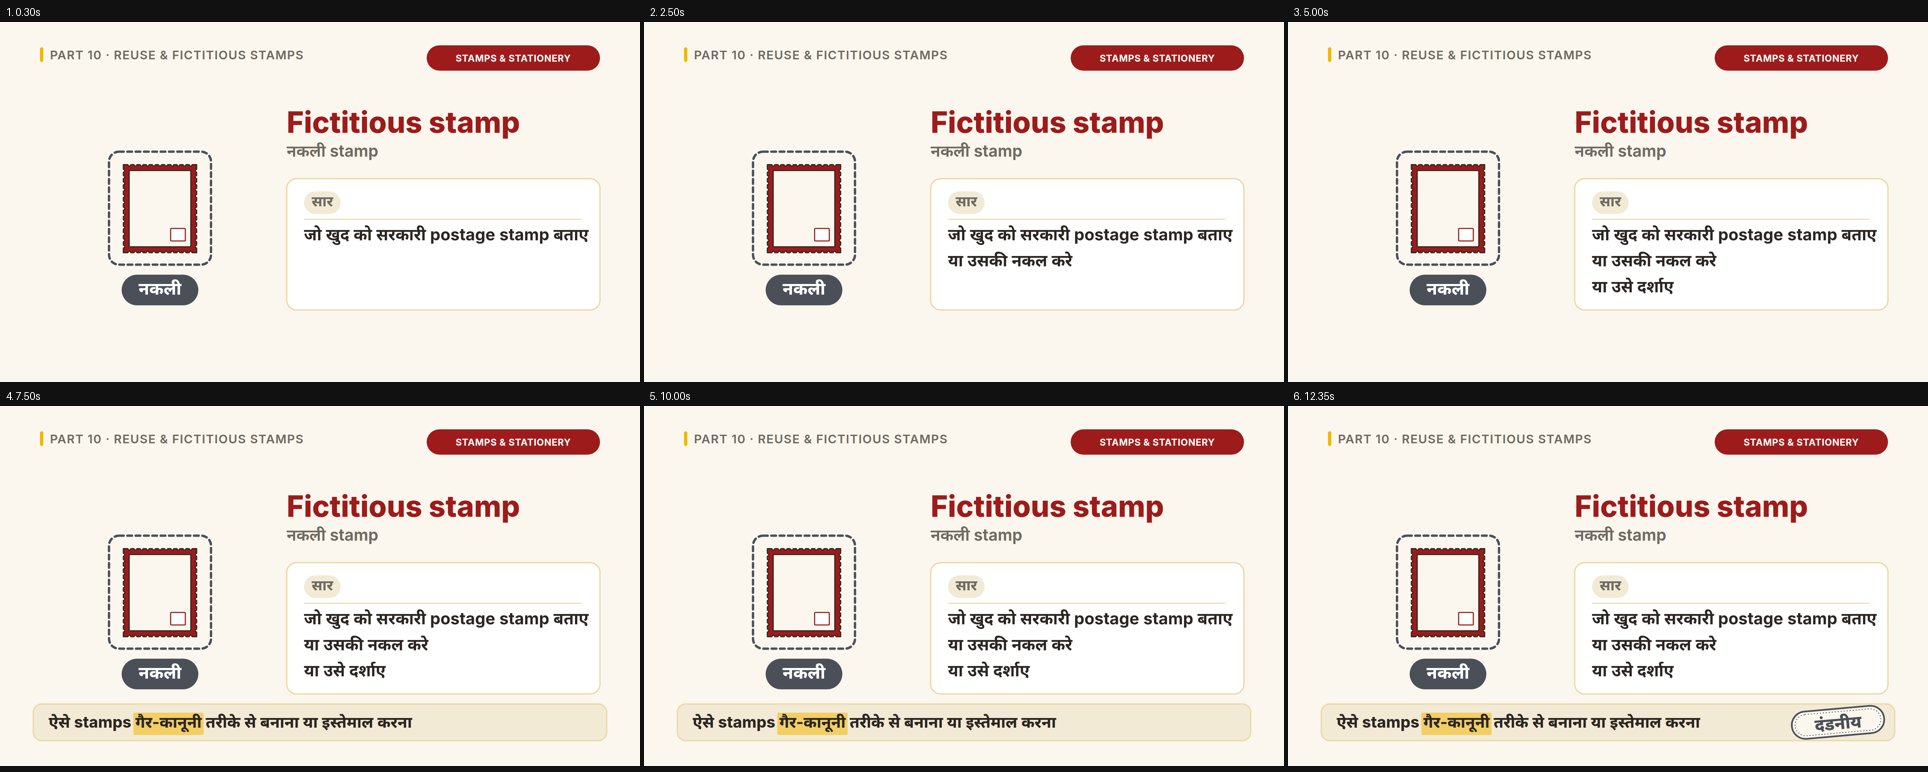 1. 0.30s
PART 10 · REUSE & FICTITIOUS STAMPS
STAMPS & STATIONERY
Fictitious stamp
नकली stamp
सार
जो खुद को सरकारी postage stamp बताए
नकली
2. 2.50s
PART 10 · REUSE & FICTITIOUS STAMPS
STAMPS & STATIONERY
Fictitious stamp
नकली stamp
सार
जो खुद को सरकारी postage stamp बताए
या उसकी नकल करे
नकली
3. 5.00s
PART 10 · REUSE & FICTITIOUS STAMPS
STAMPS & STATIONERY
Fictitious stamp
नकली stamp
सार
जो खुद को सरकारी postage stamp बताए
या उसकी नकल करे
या उसे दर्शाए
नकली
4. 7.50s
PART 10 · REUSE & FICTITIOUS STAMPS
STAMPS & STATIONERY
Fictitious stamp
नकली stamp
सार
जो खुद को सरकारी postage stamp बताए
या उसकी नकल करे
या उसे दर्शाए
नकली
ऐसे stamps गैर-कानूनी तरीके से बनाना या इस्तेमाल करना
5. 10.00s
PART 10 · REUSE & FICTITIOUS STAMPS
STAMPS & STATIONERY
Fictitious stamp
नकली stamp
सार
जो खुद को सरकारी postage stamp बताए
या उसकी नकल करे
या उसे दर्शाए
नकली
ऐसे stamps गैर-कानूनी तरीके से बनाना या इस्तेमाल करना
6. 12.35s
PART 10 · REUSE & FICTITIOUS STAMPS
STAMPS & STATIONERY
Fictitious stamp
नकली stamp
सार
जो खुद को सरकारी postage stamp बताए
या उसकी नकल करे
या उसे दर्शाए
नकली
ऐसे stamps गैर-कानूनी तरीके से बनाना या इस्तेमाल करना
दंडनीय